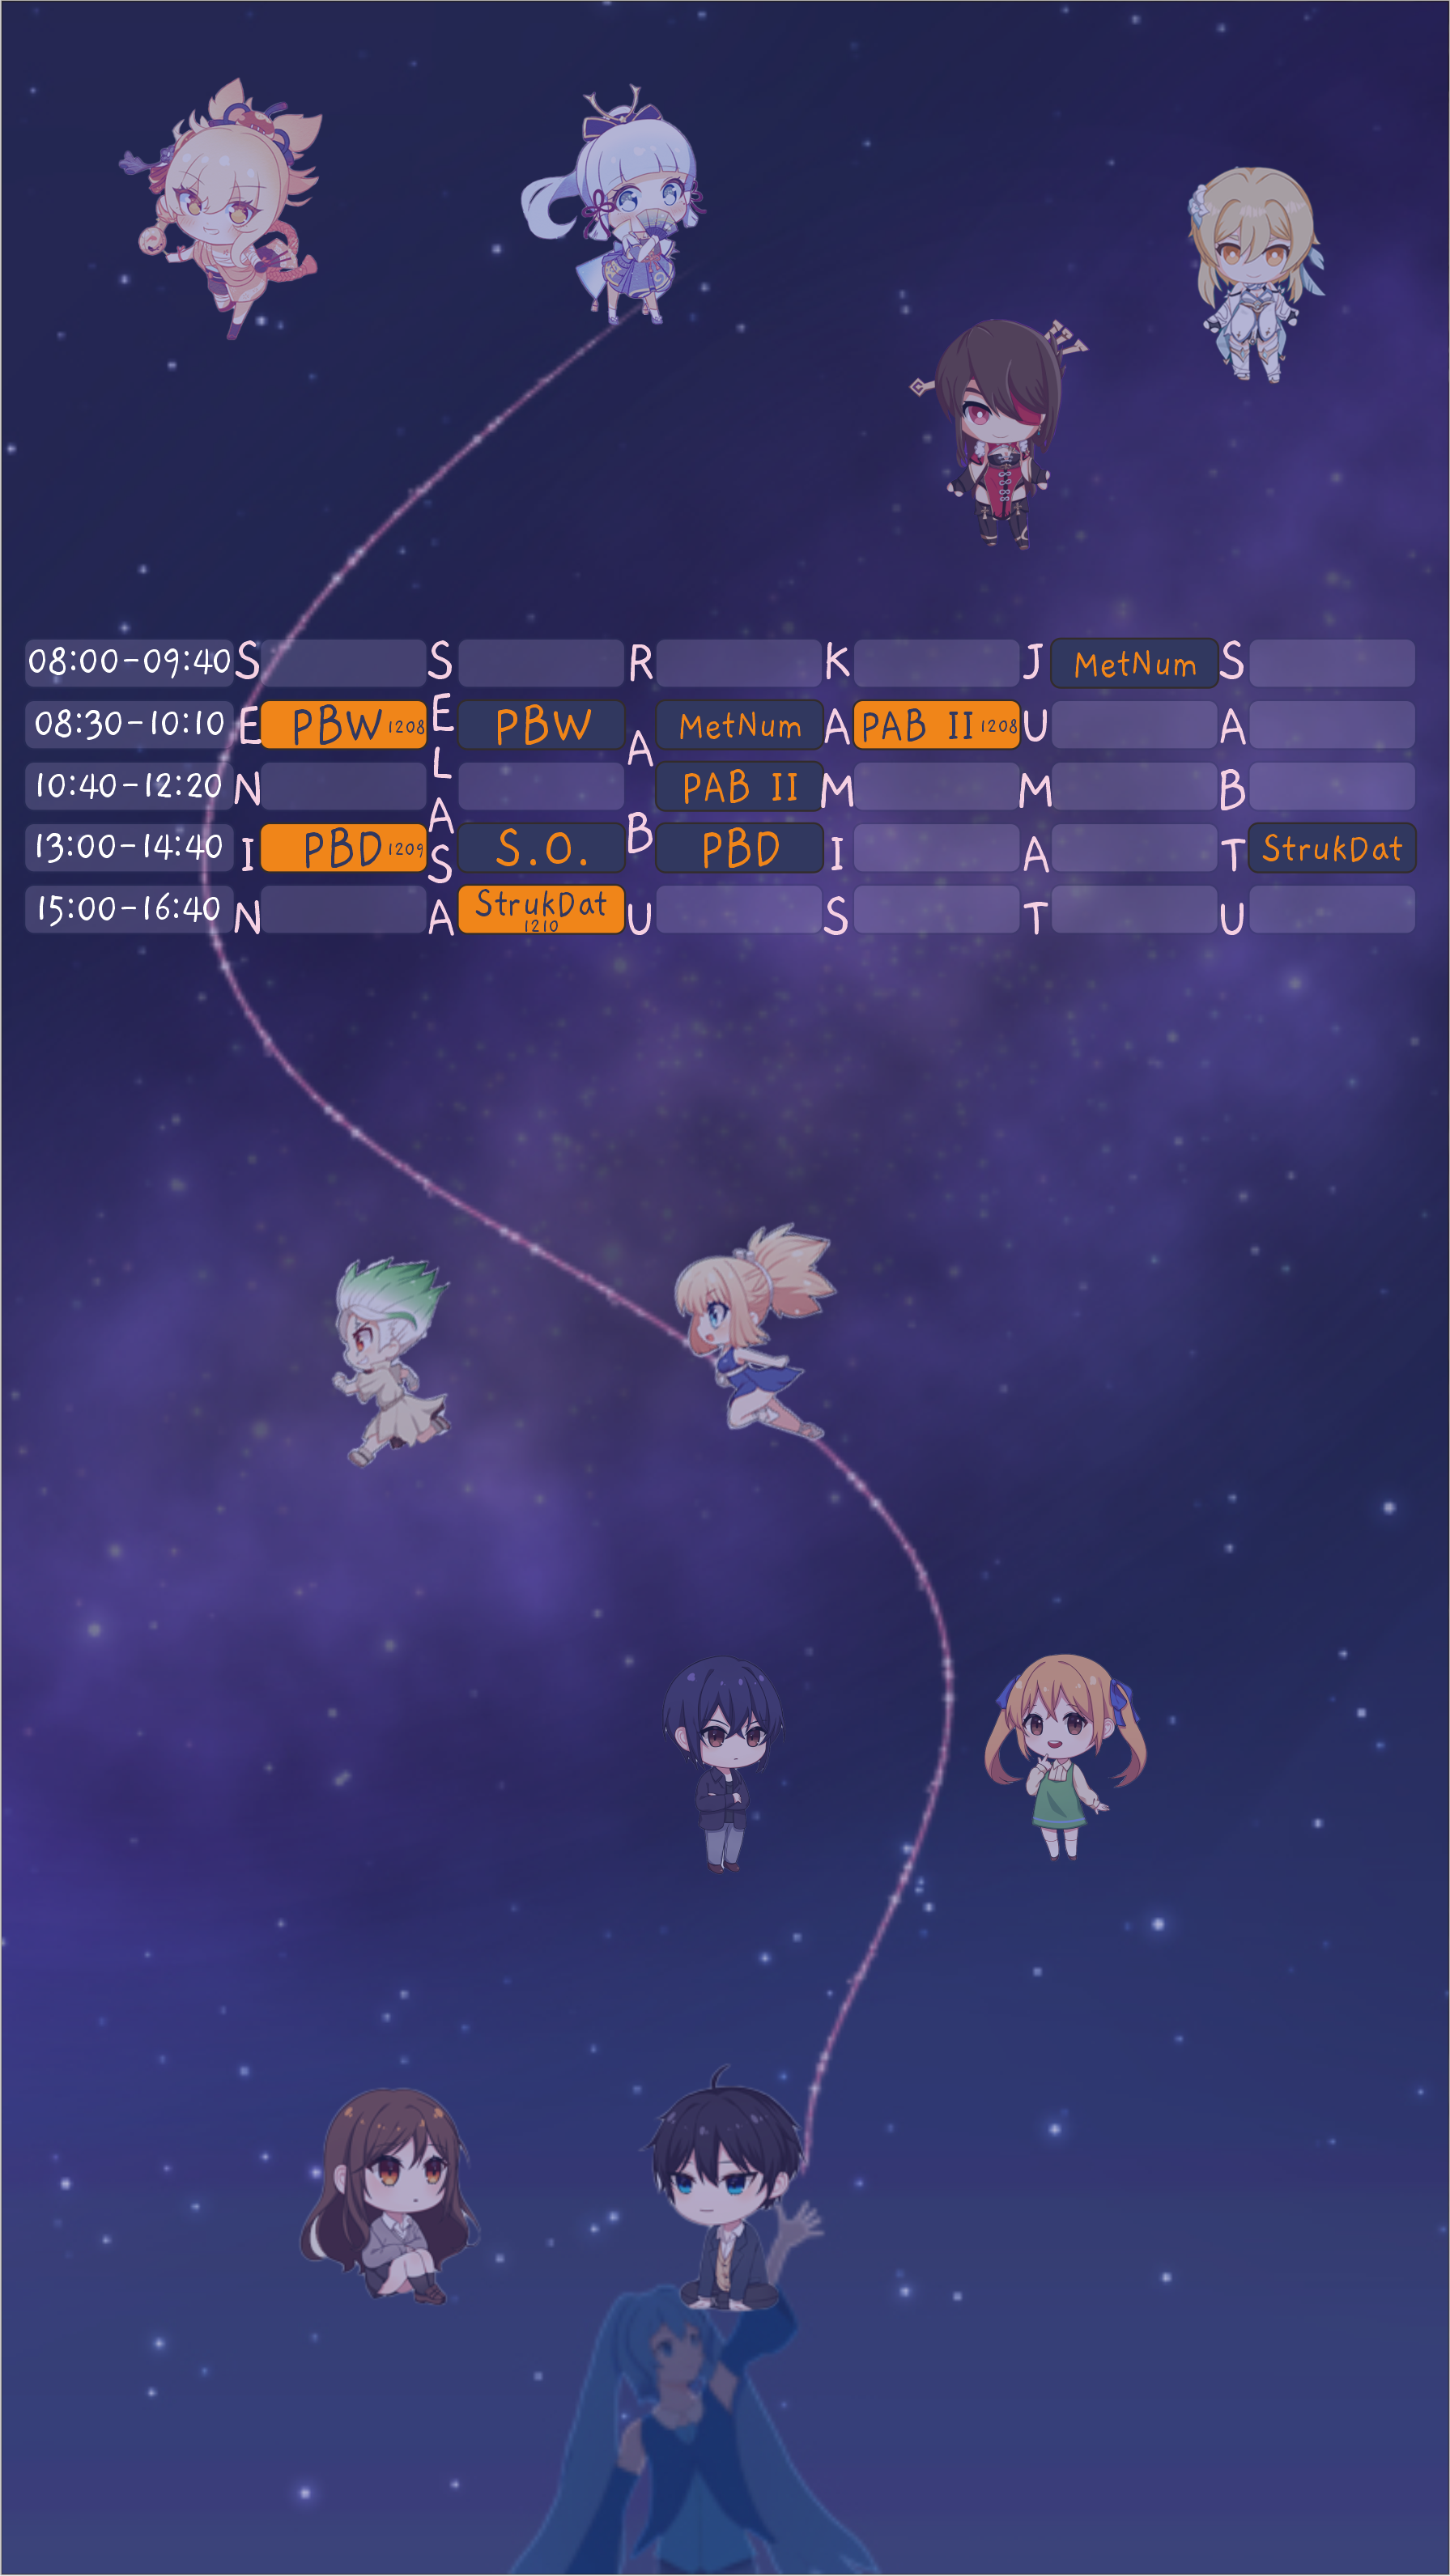 08:00-09:40 S S R K J MetNum S
08:30-10:10 E PBW 1208 E PBW A MetNum A PAB II 1208 U A
10:40-12:20 N L PAB II M M B
13:00-14:40 I PBD 1209 A S S.O. B PBD I A T StrukDat
15:00-16:40 N A StrukDat U S T U
1210